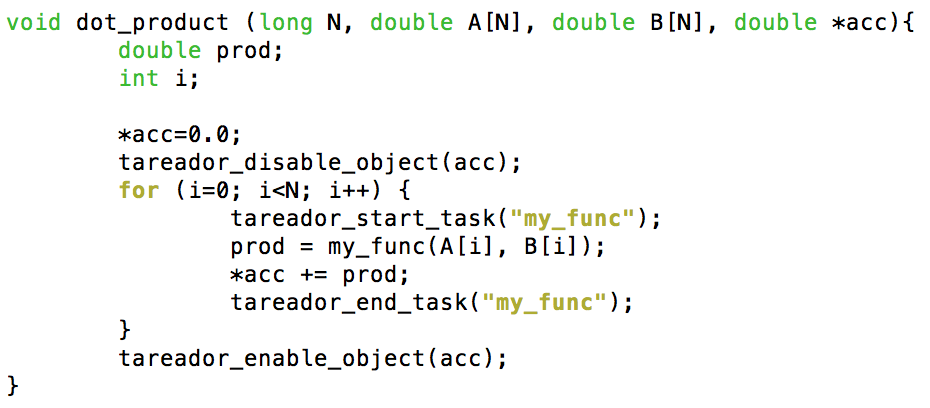 void dot_product (long N, double A[N], double B[N], double *acc){
        double prod;
        int i;

        *acc=0.0;
        tareador_disable_object(acc);
        for (i=0; i<N; i++) {
                tareador_start_task("my_func");
                prod = my_func(A[i], B[i]);
                *acc += prod;
                tareador_end_task("my_func");
        }
        tareador_enable_object(acc);
}